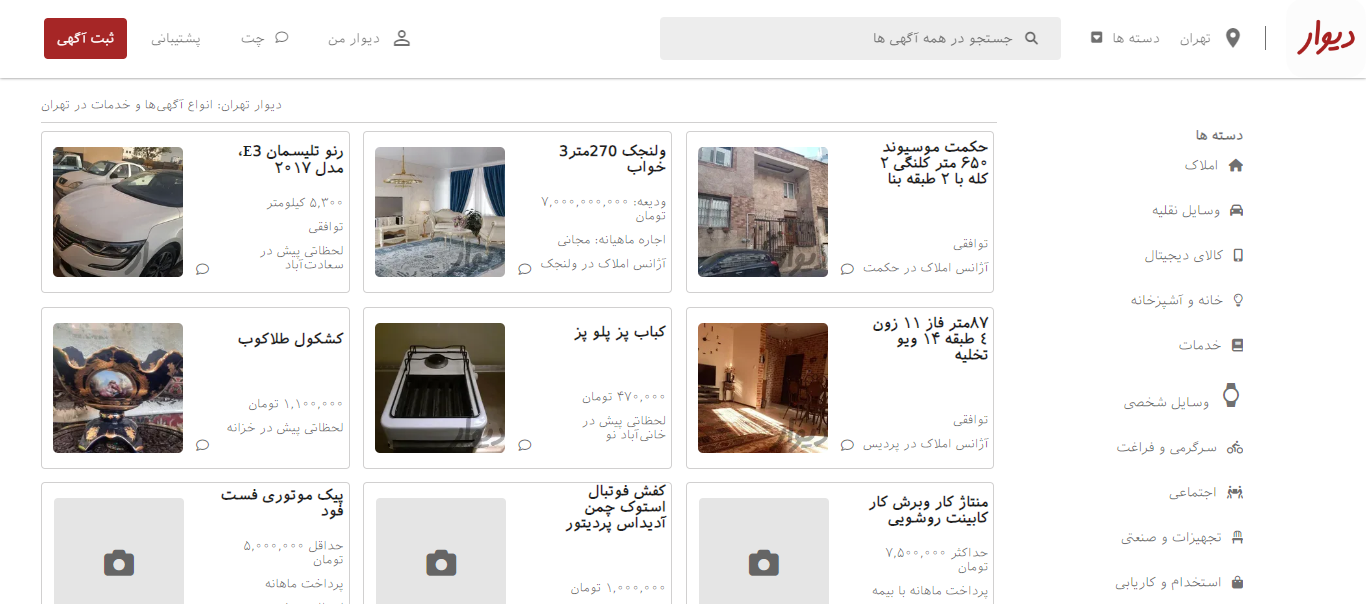 دیوار
تهران
دسته ها
جستجو در همه آگهی ها
دیوار من
چت
پشتیبانی
ثبت آگهی
دیوار تهران: انواع آگهی‌ها و خدمات در تهران
دسته ها
املاک
وسایل نقلیه
کالای دیجیتال
خانه و آشپزخانه
خدمات
وسایل شخصی
سرگرمی و فراغت
اجتماعی
تجهیزات و صنعتی
استخدام و کاریابی
حکمت موسیوند
۶۵۰ متر کلنگی ۲
کله با ۲ طبقه بنا
توافقی
آژانس املاک در حکمت
دیوار
ولنجک 270متر3
خواب
ودیعه: ۷,۰۰۰,۰۰۰,۰۰۰
تومان
اجاره ماهیانه: مجانی
آژانس املاک در ولنجک
دیوار
رنو تلیسمان E3،
مدل ۲۰۱۷
۵,۳۰۰ کیلومتر
توافقی
لحظاتی پیش در
سعادت‌آباد
۸۷متر فاز ۱۱ زون
٤ طبقه ۱۴ ویو
تخلیه
توافقی
آژانس املاک در پردیس
دیوار
کباب پز پلو پز
۴۷۰,۰۰۰ تومان
لحظاتی پیش در
خانی‌آباد نو
دیوار
کشکول طلاکوب
۱,۱۰۰,۰۰۰ تومان
لحظاتی پیش در خزانه
منتاژ کار وبرش کار
کابینت روشویی
حداکثر ۷,۵۰۰,۰۰۰
تومان
پرداخت ماهانه با بیمه
کفش فوتبال
استوک چمن
آدیداس پردیتور
۱,۰۰۰,۰۰۰ تومان
پیک موتوری فست
فود
حداقل ۵,۰۰۰,۰۰۰
تومان
پرداخت ماهانه